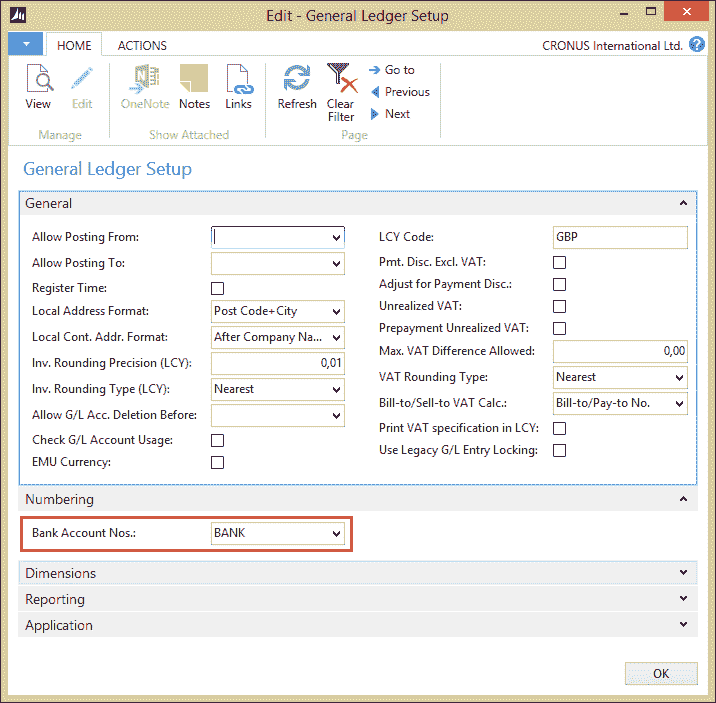 Edit - General Ledger Setup
HOME
ACTIONS
CRONUS International Ltd.
?
View
Edit
OneNote
Notes
Links
Refresh
Clear
Filter
Go to
Previous
Next
Manage
Show Attached
Page
General Ledger Setup
General
Allow Posting From:
Allow Posting To:
Register Time:
Local Address Format: Post Code+City
Local Cont. Addr. Format: After Company Na...
Inv. Rounding Precision (LCY): 0,01
Inv. Rounding Type (LCY): Nearest
Allow G/L Acc. Deletion Before:
Check G/L Account Usage:
EMU Currency:
LCY Code: GBP
Pmt. Disc. Excl. VAT:
Adjust for Payment Disc.:
Unrealized VAT:
Prepayment Unrealized VAT:
Max. VAT Difference Allowed: 0,00
VAT Rounding Type: Nearest
Bill-to/Sell-to VAT Calc.: Bill-to/Pay-to No.
Print VAT specification in LCY:
Use Legacy G/L Entry Locking:
Numbering
Bank Account Nos.: BANK
Dimensions
Reporting
Application
OK